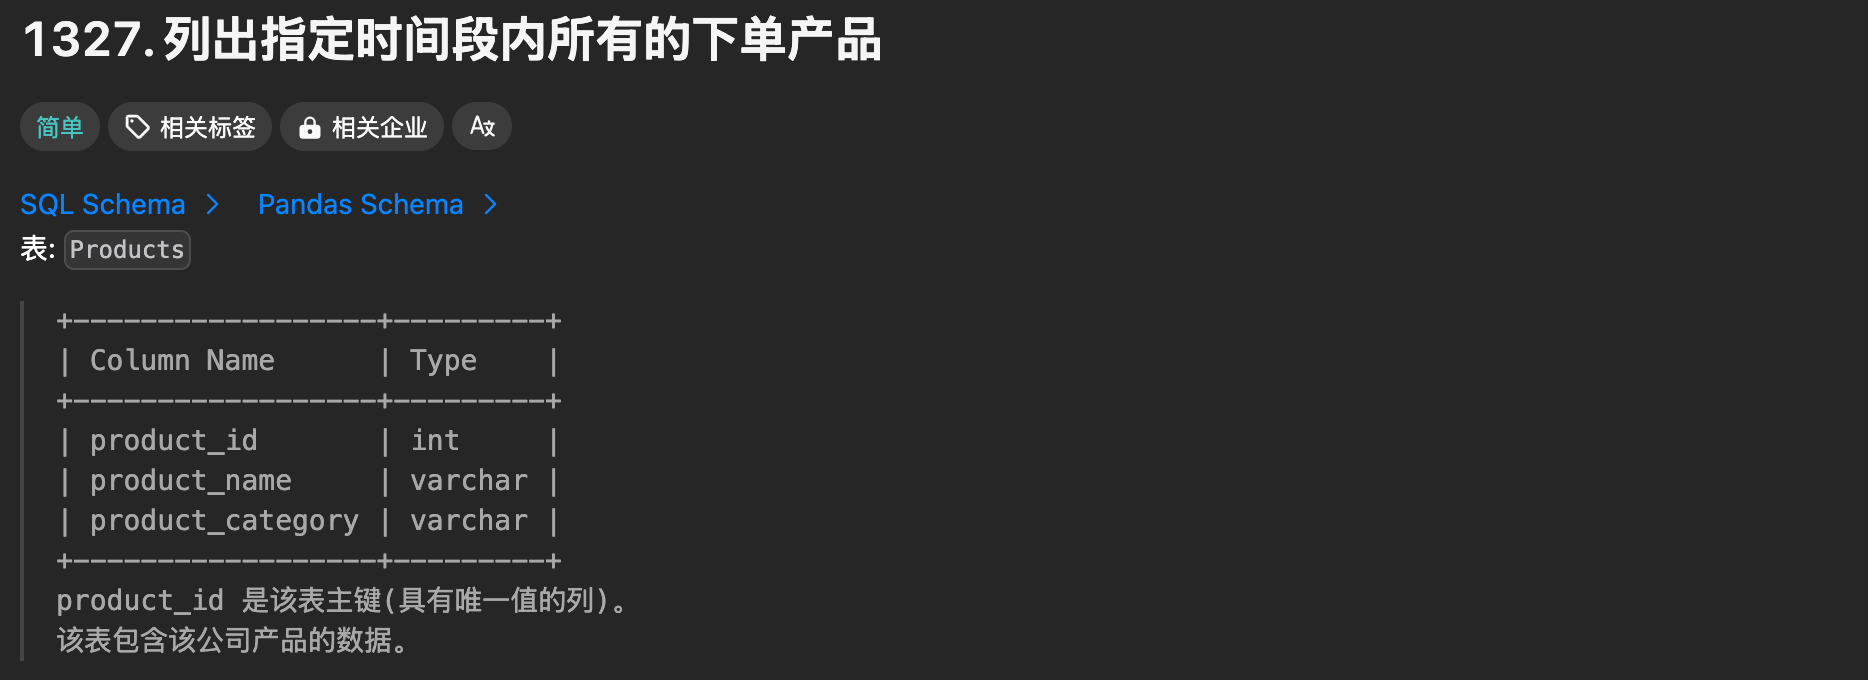 1327. 列出指定时间段内所有的下单产品
简单 相关标签 相关企业 A文
SQL Schema > Pandas Schema >
表: Products
+------------------+---------+
| Column Name      | Type    |
+------------------+---------+
| product_id       | int     |
| product_name     | varchar |
| product_category | varchar |
+------------------+---------+
product_id 是该表主键(具有唯一值的列)。
该表包含该公司产品的数据。